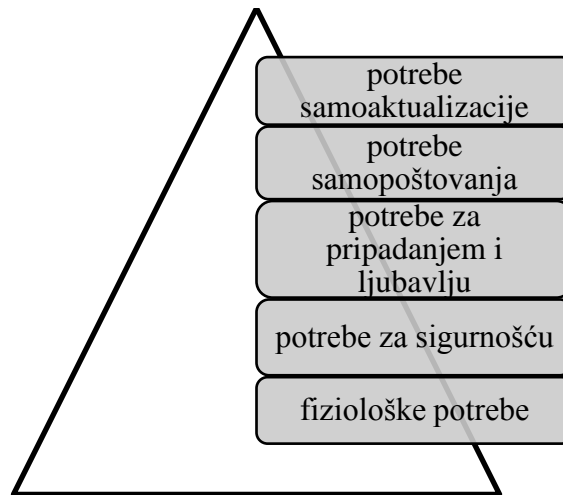 potrebe
samoaktualizacije
potrebe
samopoštovanja
potrebe za
pripadanjem i
ljubavlju
potrebe za sigurnošću
fiziološke potrebe